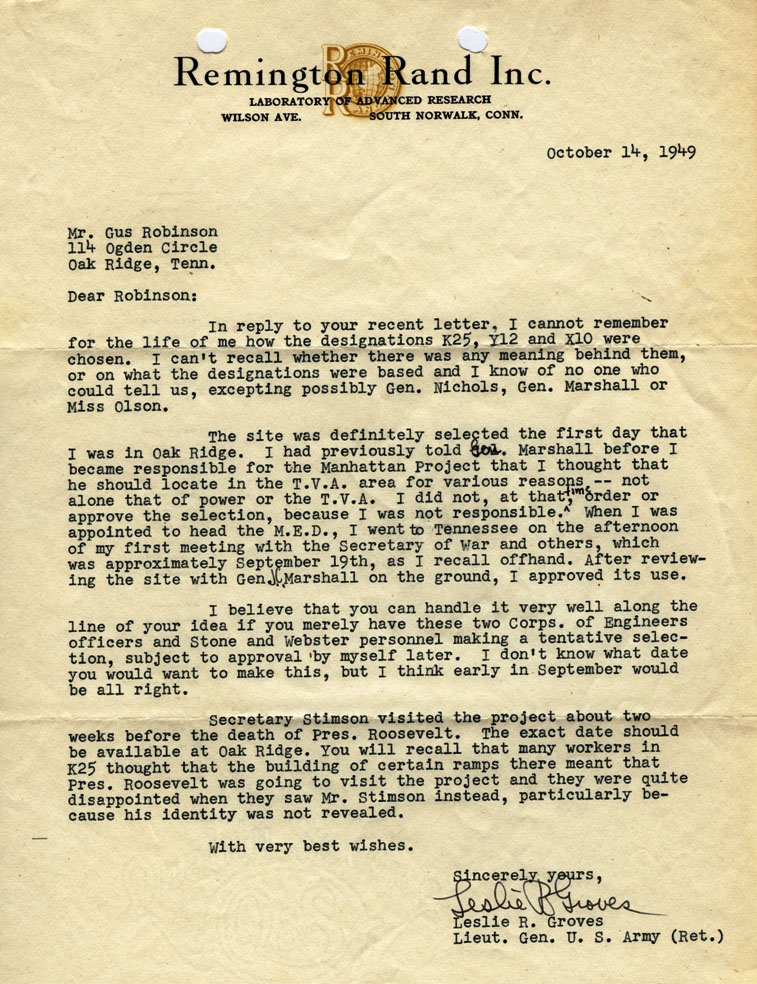 Remington Rand Inc.
LABORATORY OF ADVANCED RESEARCH
WILSON AVE. SOUTH NORWALK, CONN.
October 14, 1949
Mr. Gus Robinson
114 Ogden Circle
Oak Ridge, Tenn.
Dear Robinson:
In reply to your recent letter, I cannot remember
for the life of me how the designations K25, Y12 and X10 were
chosen. I can't recall whether there was any meaning behind them,
or on what the designations were based and I know of no one who
could tell us, excepting possibly Gen. Nichols, Gen. Marshall or
Miss Olson.
The site was definitely selected the first day that
I was in Oak Ridge. I had previously told . Marshall before I
became responsible for the Manhattan Project that I thought that
he should locate in the T.V.A. area for various reasons -- not
alone that of power or the T.V.A. I did not, at that time, order or
approve the selection, because I was not responsible. When I was
appointed to head the M.E.D., I went to Tennessee on the afternoon
of my first meeting with the Secretary of War and others, which
was approximately September 19th, as I recall offhand. After review-
ing the site with Gen. Marshall on the ground, I approved its use.
I believe that you can handle it very well along the
line of your idea if you merely have these two Corps. of Engineers
officers and Stone and Webster personnel making a tentative selec-
tion, subject to approval by myself later. I don't know what date
you would want to make this, but I think early in September would
be all right.
Secretary Stimson visited the project about two
weeks before the death of Pres. Roosevelt. The exact date should
be available at Oak Ridge. You will recall that many workers in
K25 thought that the building of certain ramps there meant that
Pres. Roosevelt was going to visit the project and they were quite
disappointed when they saw Mr. Stimson instead, particularly be-
cause his identity was not revealed.
With very best wishes.
Sincerely yours,
Leslie R Groves
Leslie R. Groves
Lieut. Gen. U. S. Army (Ret.)